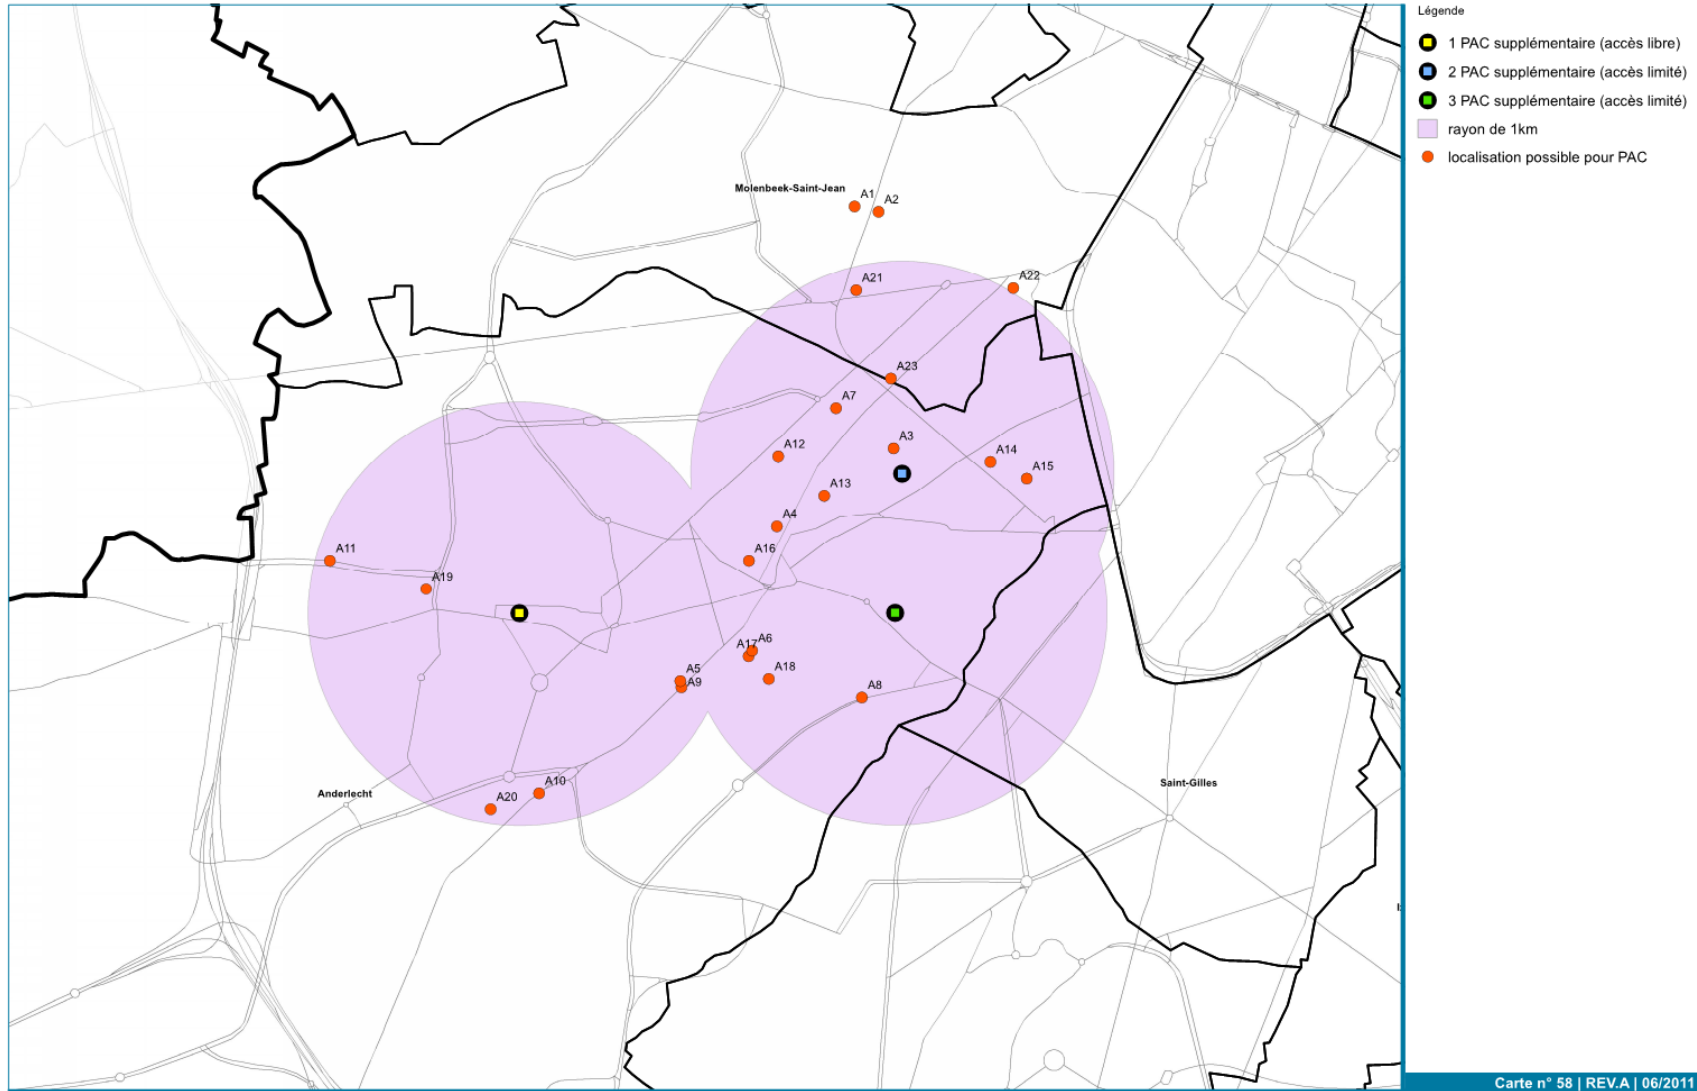 Légende
1 PAC supplémentaire (accès libre)
2 PAC supplémentaire (accès limité)
3 PAC supplémentaire (accès limité)
rayon de 1km
localisation possible pour PAC
Molenbeek-Saint-Jean
A1
A2
A21
A22
A23
A7
A3
A12
A14
A15
A13
A4
A16
A11
A19
A17
A6
A5
A9
A18
A8
A10
A20
Anderlecht
Saint-Gilles
Carte n° 58 | REV.A | 06/2011